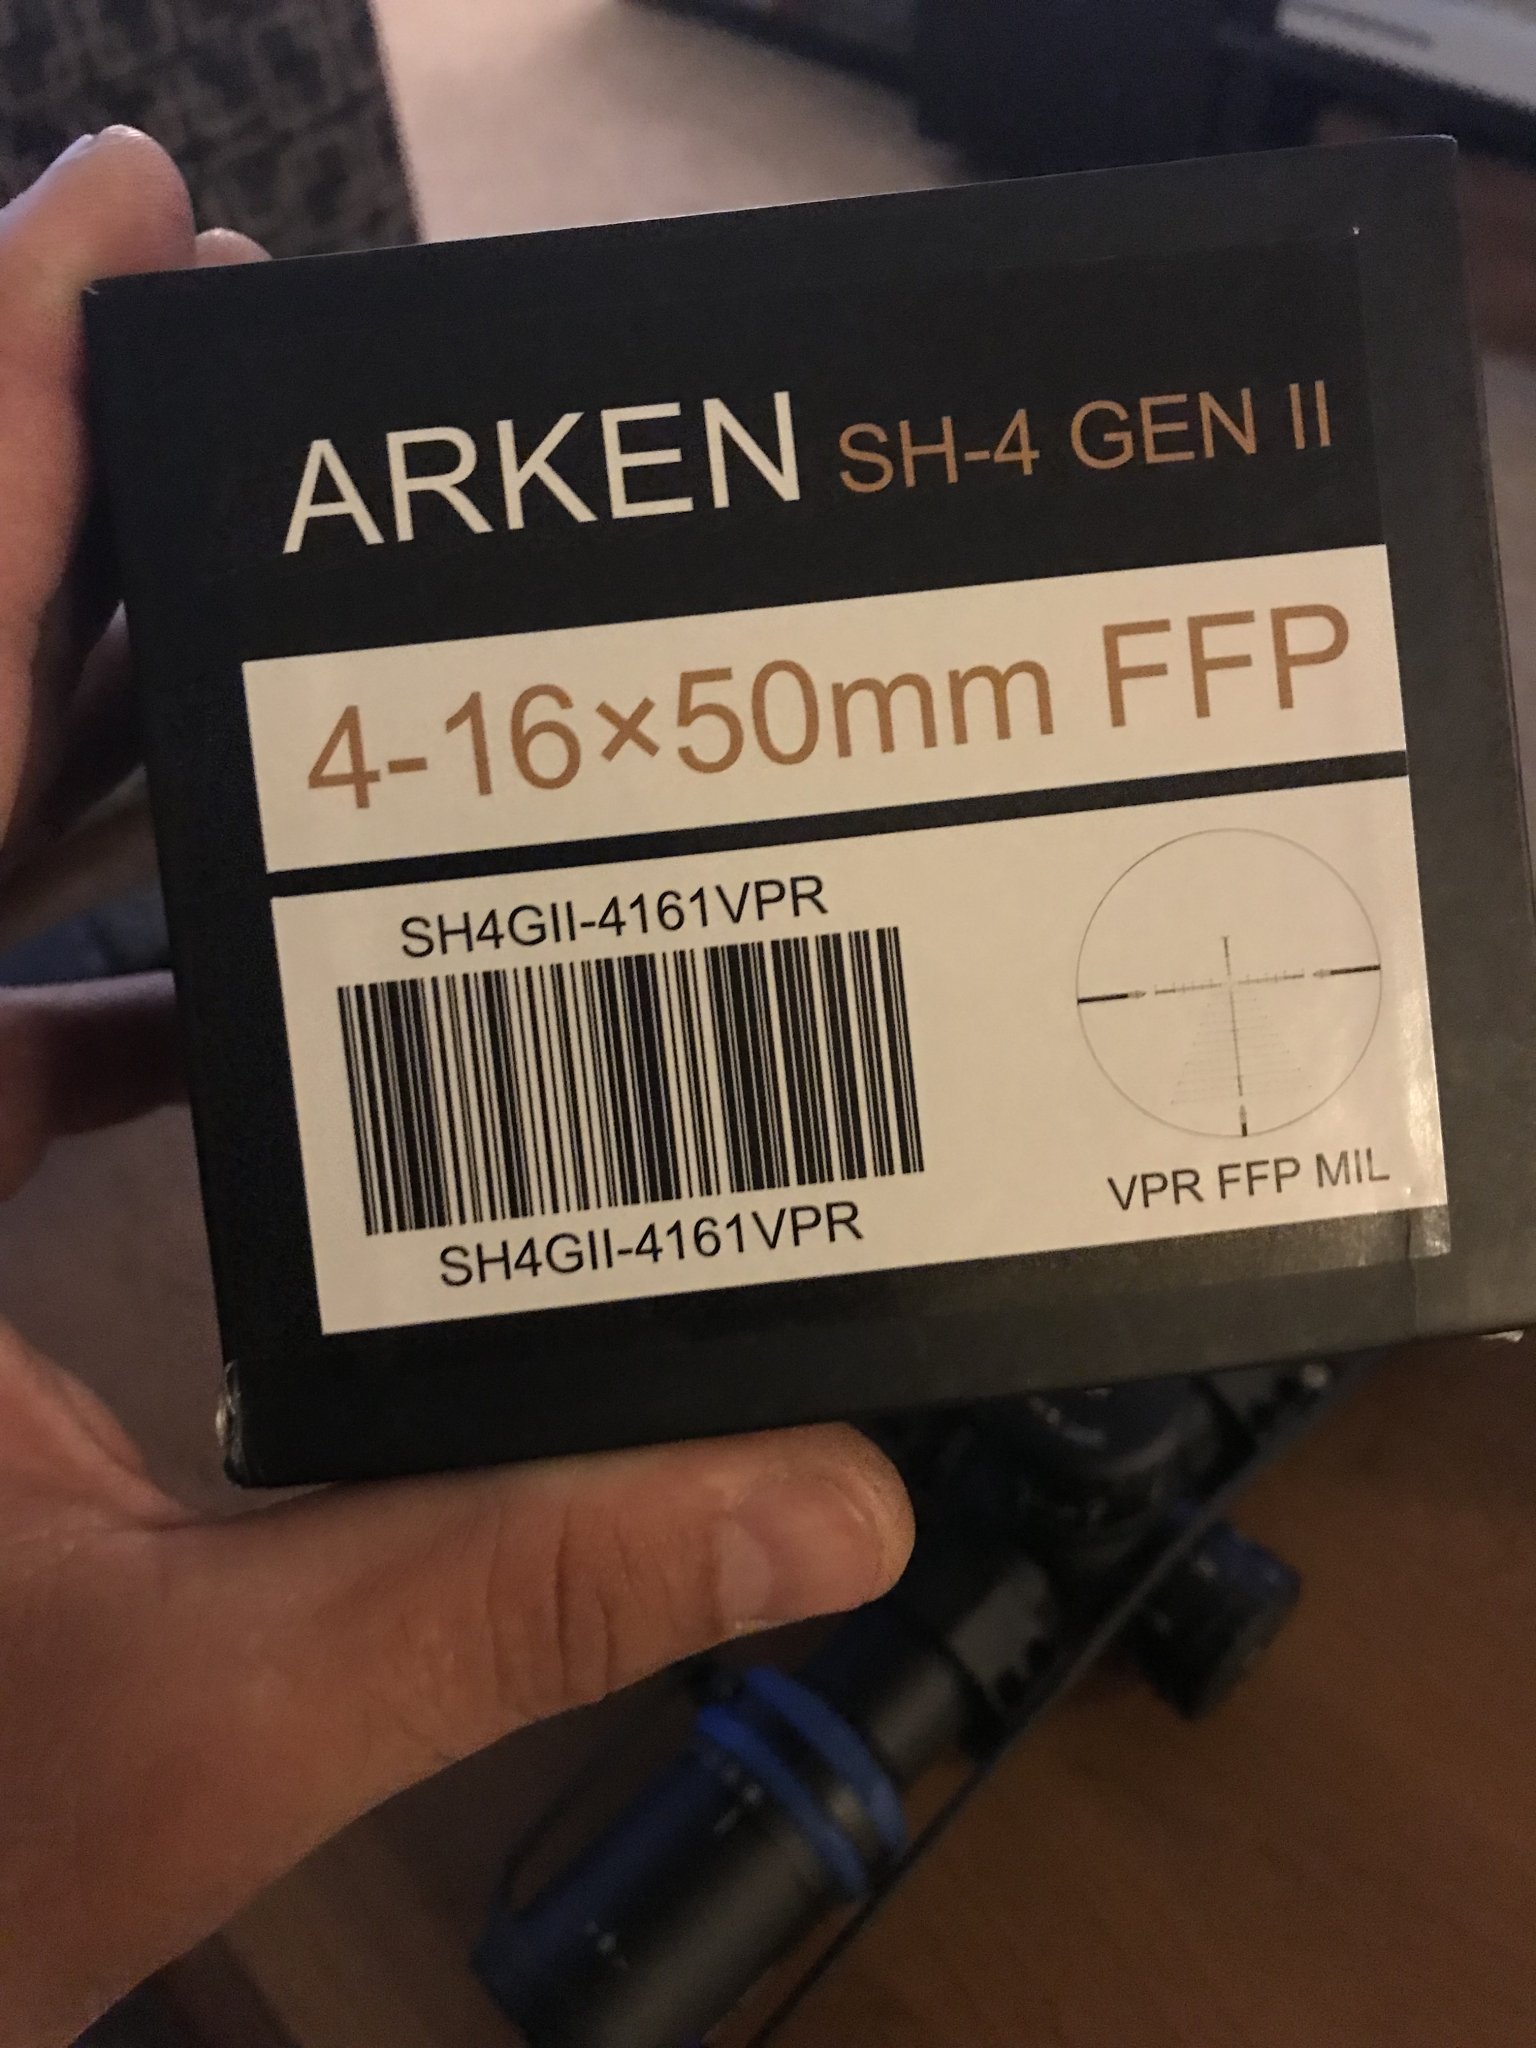 ARKEN SH-4 GEN II
4-16×50mm FFP
SH4GII-4161VPR
SH4GII-4161VPR
VPR FFP MIL